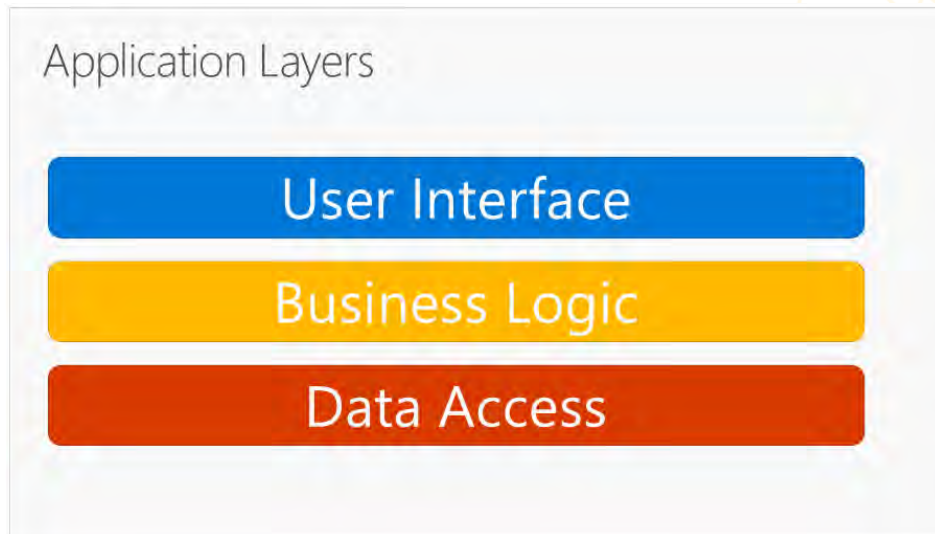 Application Layers
User Interface
Business Logic
Data Access